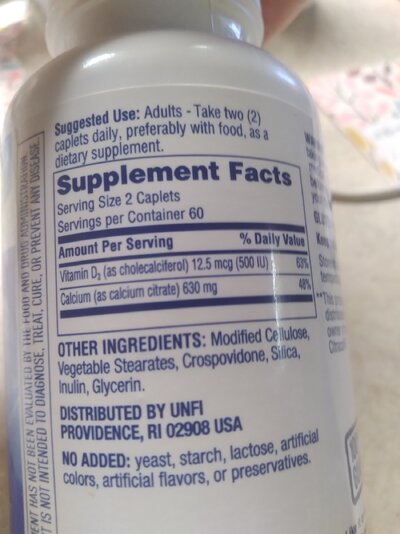 Suggested Use: Adults - Take two (2)
caplets daily, preferably with food, as a
dietary supplement.
Supplement Facts
Serving Size 2 Caplets
Servings per Container 60
Amount Per Serving % Daily Value
Vitamin D₃ (as cholecalciferol) 12.5 mcg (500 IU) 63%
Calcium (as calcium citrate) 630 mg 48%
OTHER INGREDIENTS: Modified Cellulose,
Vegetable Stearates, Crospovidone, Silica,
Inulin, Glycerin.
DISTRIBUTED BY UNFI
PROVIDENCE, RI 02908 USA
NO ADDED: yeast, starch, lactose, artificial
colors, artificial flavors, or preservatives.
HAS NOT BEEN EVALUATED BY THE FOOD AND DRUG ADMINISTRATION.
IS NOT INTENDED TO DIAGNOSE, TREAT, CURE, OR PREVENT ANY DISEASE.